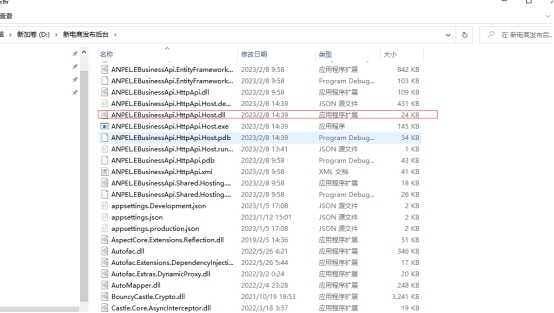 查看
新加卷 (D:) › 新电商发布后台 ›
在 新电商发布后...
名称 修改日期 类型 大小
ANPEL.EBusinessApi.EntityFramework... 2023/2/8 9:58 应用程序扩展 842 KB
ANPEL.EBusinessApi.EntityFramework... 2023/2/8 9:58 Program Debug... 238 KB
ANPEL.EBusinessApi.HttpApi.dll 2023/2/8 9:58 应用程序扩展 109 KB
ANPEL.EBusinessApi.HttpApi.Host.de... 2023/2/8 14:39 JSON 源文件 431 KB
ANPEL.EBusinessApi.HttpApi.Host.dll 2023/2/8 14:39 应用程序扩展 24 KB
ANPEL.EBusinessApi.HttpApi.Host.exe 2023/2/8 14:39 应用程序 145 KB
ANPEL.EBusinessApi.HttpApi.Host.pdb 2023/2/8 14:39 Program Debug... 34 KB
ANPEL.EBusinessApi.HttpApi.Host.run... 2023/2/8 13:41 JSON 源文件 1 KB
ANPEL.EBusinessApi.HttpApi.pdb 2023/2/8 9:58 Program Debug... 43 KB
ANPEL.EBusinessApi.HttpApi.xml 2023/2/8 9:58 XML 文档 41 KB
ANPEL.EBusinessApi.Shared.Hosting.... 2023/2/8 9:58 应用程序扩展 18 KB
ANPEL.EBusinessApi.Shared.Hosting.... 2023/2/8 9:58 Program Debug... 26 KB
appsettings.Development.json 2023/1/5 17:08 JSON 源文件 2 KB
appsettings.json 2023/1/12 15:01 JSON 源文件 2 KB
appsettings.production.json 2023/1/5 17:08 JSON 源文件 2 KB
AspectCore.Extensions.Reflection.dll 2019/2/5 14:36 应用程序扩展 51 KB
Autofac.dll 2022/5/26 4:21 应用程序扩展 346 KB
Autofac.Extensions.DependencyInjecti... 2022/5/26 5:44 应用程序扩展 17 KB
Autofac.Extras.DynamicProxy.dll 2022/3/2 0:24 应用程序扩展 20 KB
AutoMapper.dll 2022/2/4 23:28 应用程序扩展 248 KB
BouncyCastle.Crypto.dll 2021/10/19 19:53 应用程序扩展 3,241 KB
Castle.Core.AsyncInterceptor.dll 2022/3/18 3:57 应用程序扩展 19 KB